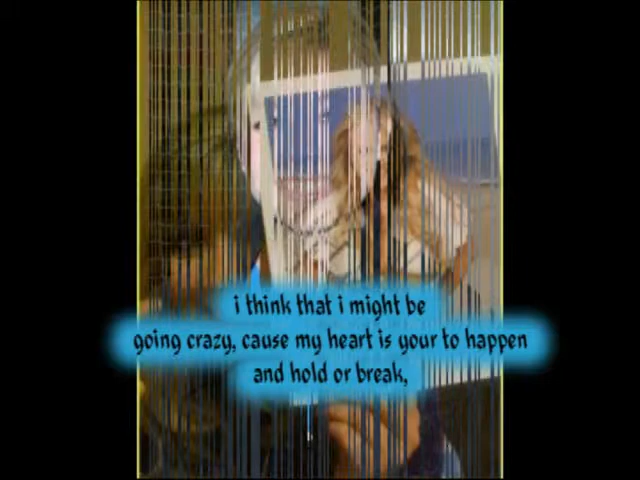 i think that i might be
going crazy, cause my heart is your to happen
and hold or break,